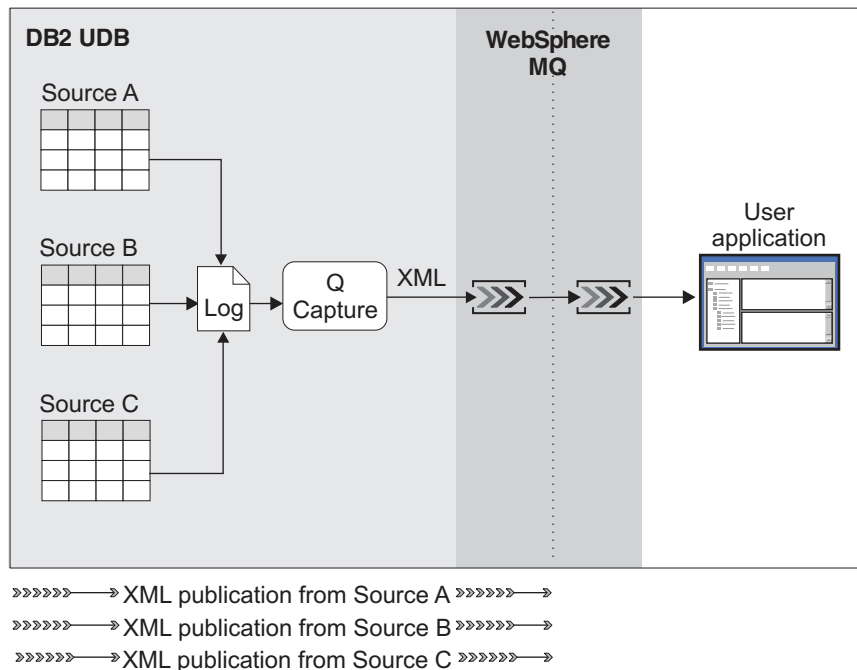 DB2 UDB
WebSphere
MQ
Source A
Source B
Source C
Log
Q
Capture
XML
User
application
XML publication from Source A
XML publication from Source B
XML publication from Source C